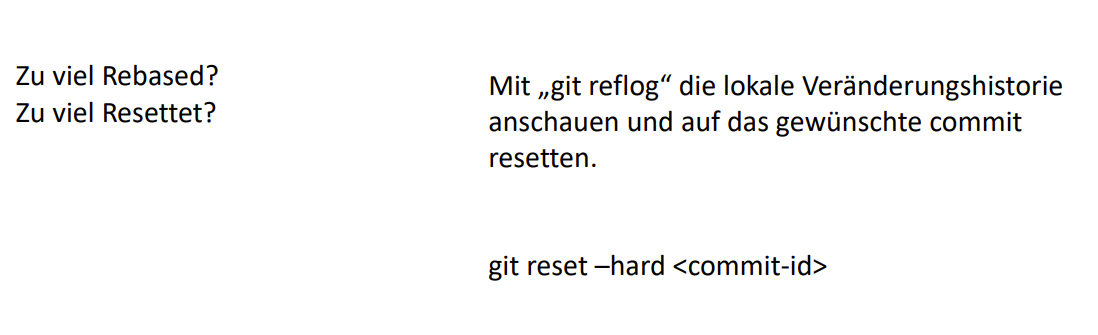 Zu viel Rebased?
Zu viel Resettet?
Mit „git reflog“ die lokale Veränderungshistorie
anschauen und auf das gewünschte commit
resetten.
git reset –hard <commit-id>